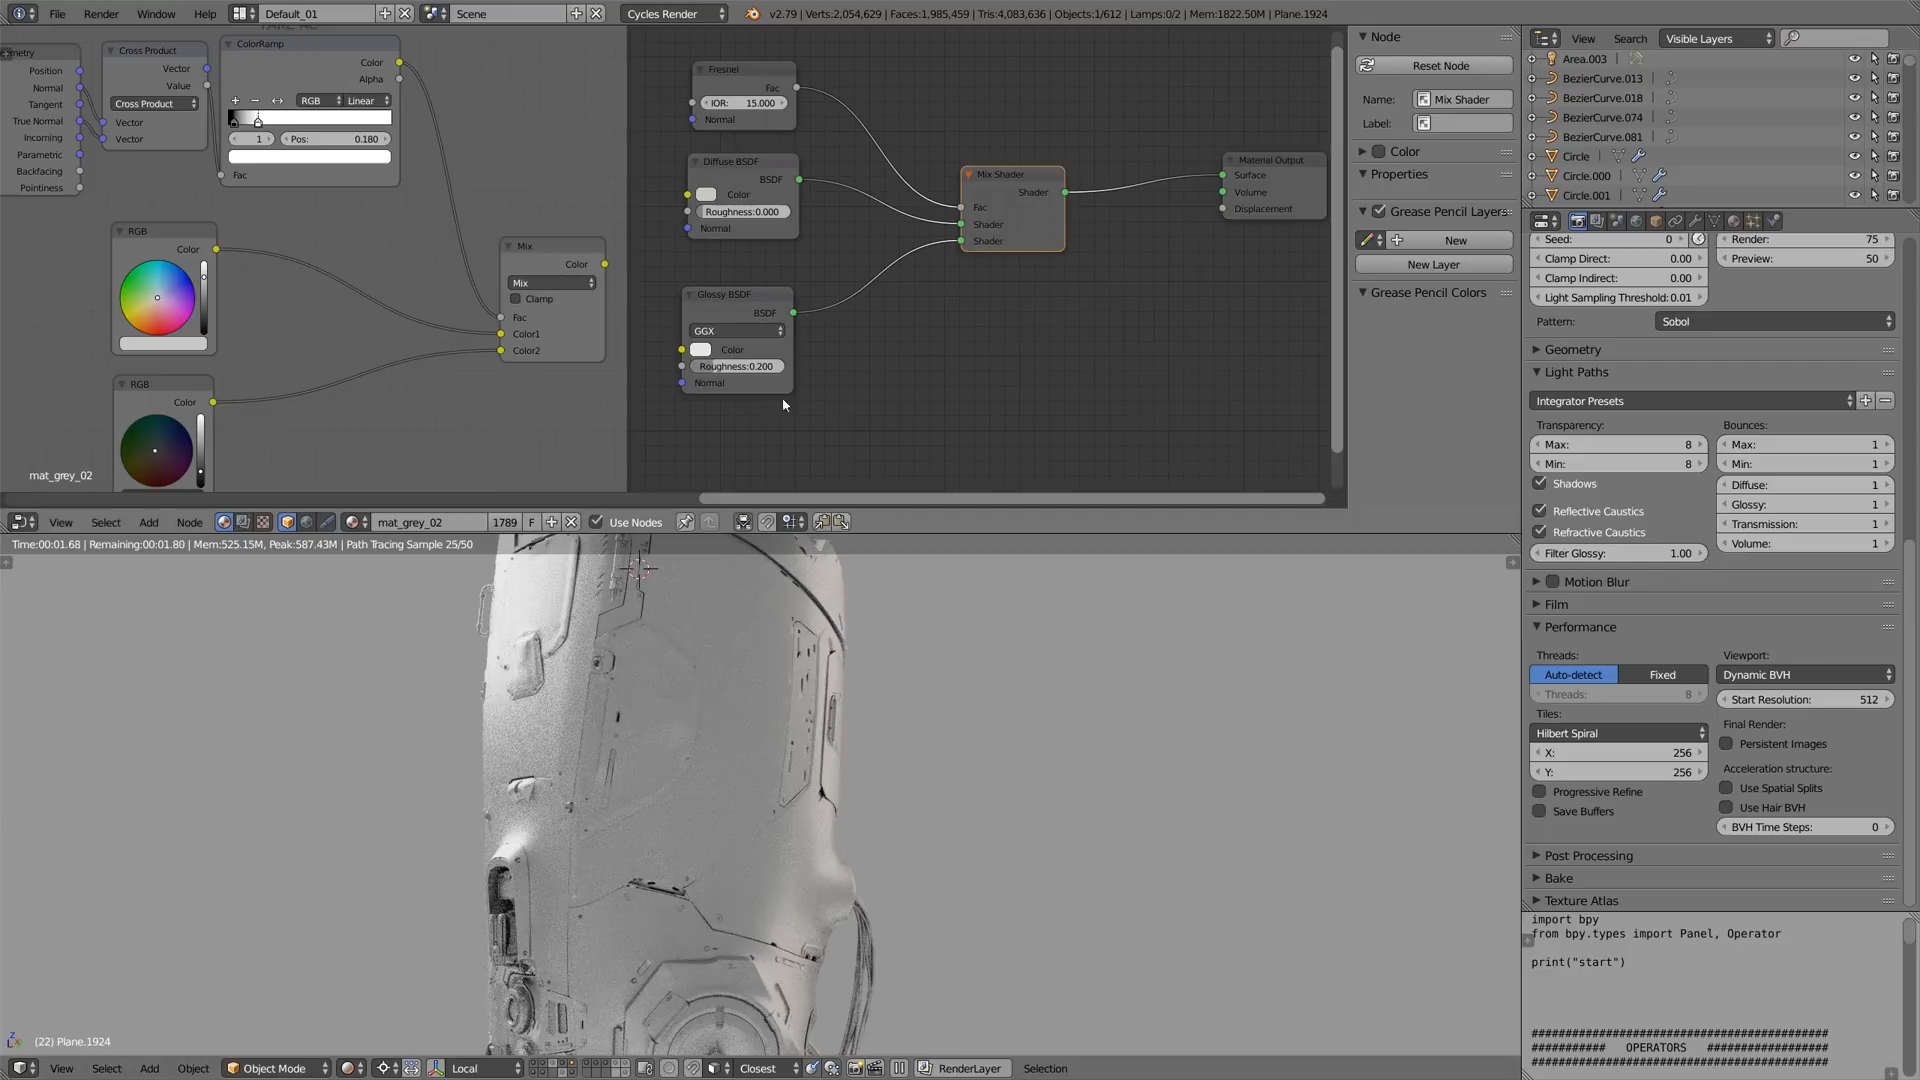 File Render Window Help Default_01 Scene Cycles Render v2.79 | Verts:2,054,629 | Faces:1,985,459 | Tris:4,083,636 | Objects:1/612 | Lamps:0/2 | Mem:1822.50M | Plane.1924
Position
Normal
Tangent
True Normal
Incoming
Parametric
Backfacing
Pointiness
Cross Product
Vector
Value
Cross Product
Vector
Vector
ColorRamp
Color
Alpha
RGB Linear
1 Pos: 0.180
Fac
RGB
Color
RGB
Color
Mix
Color
Mix
Clamp
Fac
Color1
Color2
mat_grey_02
Fresnel
Fac
IOR: 15.000
Normal
Diffuse BSDF
BSDF
Color
Roughness:0.000
Normal
Glossy BSDF
BSDF
GGX
Color
Roughness:0.200
Normal
Mix Shader
Shader
Fac
Shader
Shader
Material Output
Surface
Volume
Displacement
Node
Reset Node
Name: Mix Shader
Label:
Color
Properties
Grease Pencil Layers
New
New Layer
Grease Pencil Colors
View Search Visible Layers
Area.003
BezierCurve.013
BezierCurve.018
BezierCurve.074
BezierCurve.081
Circle
Circle.000
Circle.001
Seed: 0 Render: 75
Clamp Direct: 0.00 Preview: 50
Clamp Indirect: 0.00
Light Sampling Threshold: 0.01
Pattern: Sobol
Geometry
Light Paths
Integrator Presets
Transparency: Bounces:
Max: 8 Max: 1
Min: 8 Min: 1
Shadows Diffuse: 1
Reflective Caustics Glossy: 1
Refractive Caustics Transmission: 1
Filter Glossy: 1.00 Volume: 1
Motion Blur
Film
Performance
Threads: Viewport:
Auto-detect Fixed Dynamic BVH
Threads: 8 Start Resolution: 512
Tiles: Final Render:
Hilbert Spiral Persistent Images
X: 256 Acceleration structure:
Y: 256 Use Spatial Splits
Progressive Refine Use Hair BVH
Save Buffers BVH Time Steps: 0
Post Processing
Bake
Texture Atlas
import bpy
from bpy.types import Panel, Operator
print("start")
########### OPERATORS ##################
View Select Add Node mat_grey_02 1789 F Use Nodes
Time:00:01.68 | Remaining:00:01.80 | Mem:525.15M, Peak:587.43M | Path Tracing Sample 25/50
(22) Plane.1924
View Select Add Object Object Mode Local Closest RenderLayer Selection